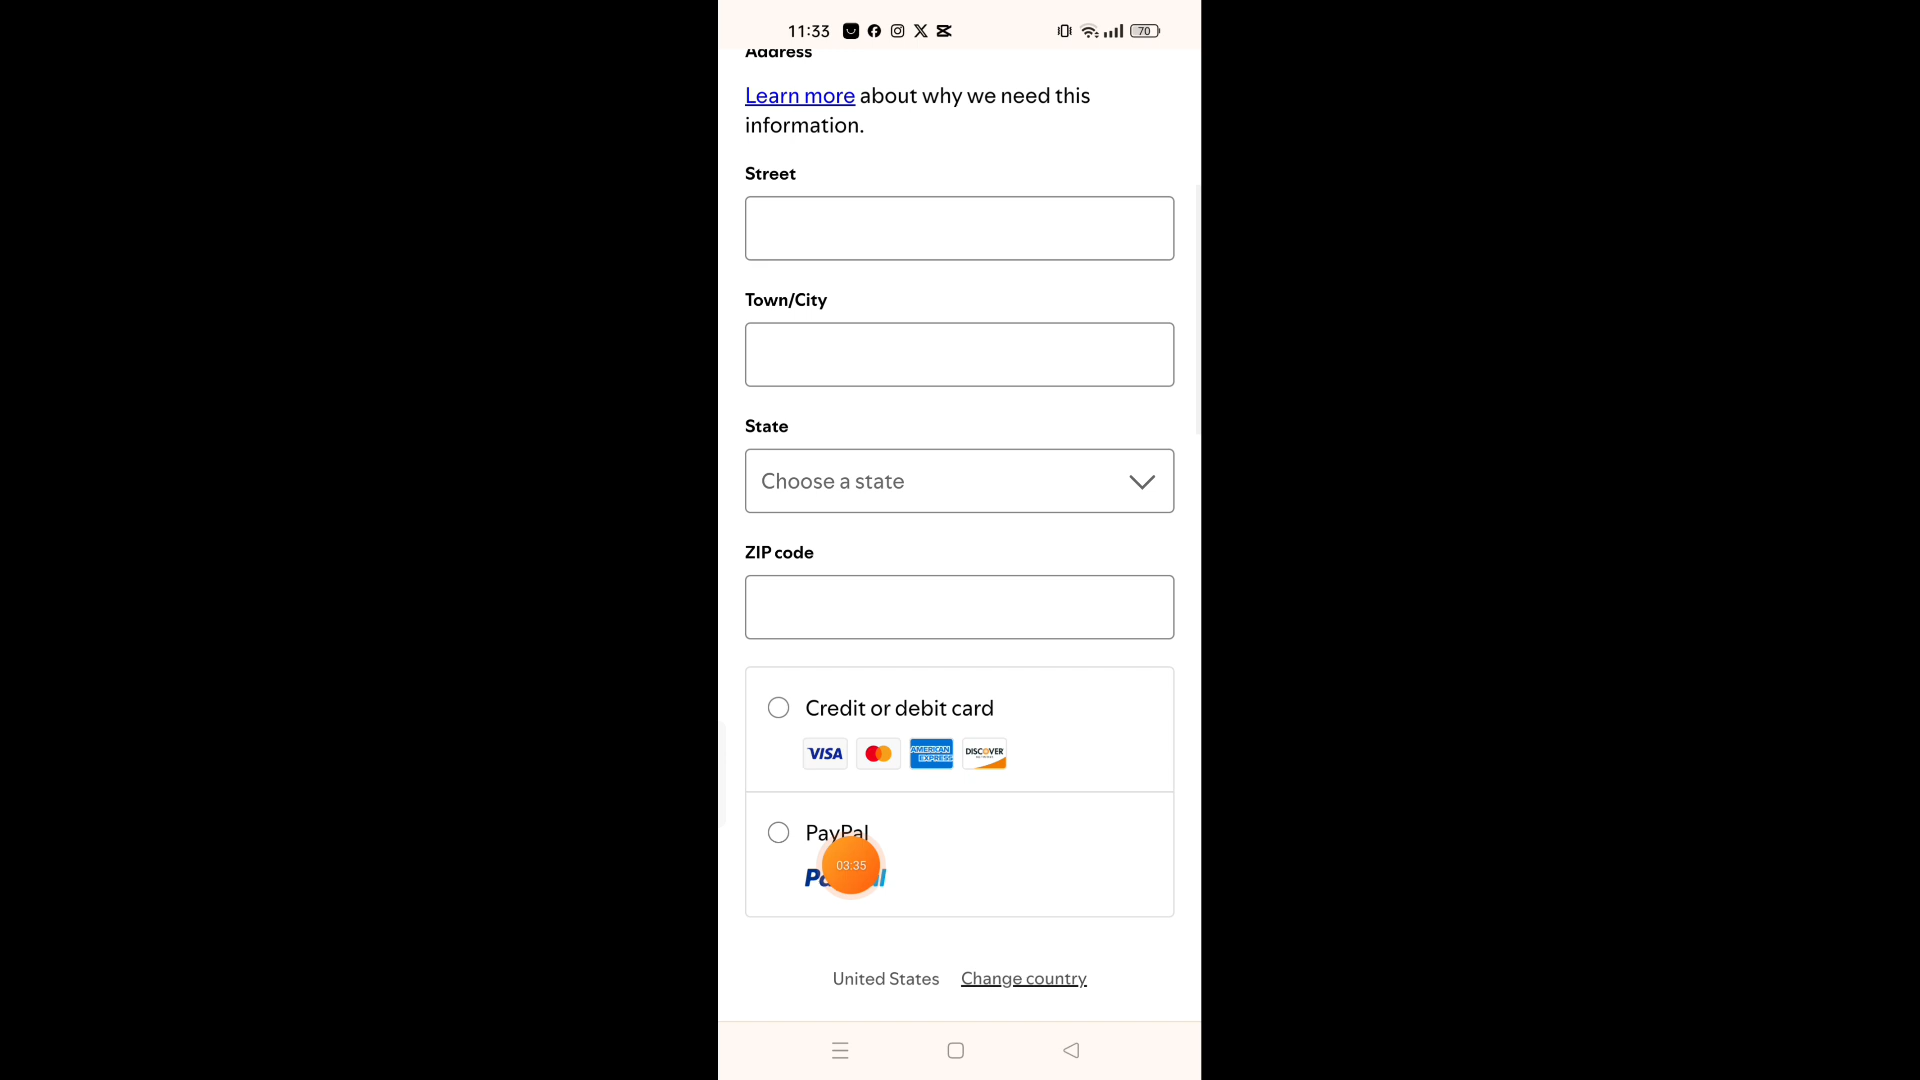 11:33
70
Address
Learn more about why we need this
information.
Street
Town/City
State
Choose a state
ZIP code
Credit or debit card
VISA
AMERICAN
EXPRESS
DISCOVER
PayPal
03:35
United States Change country